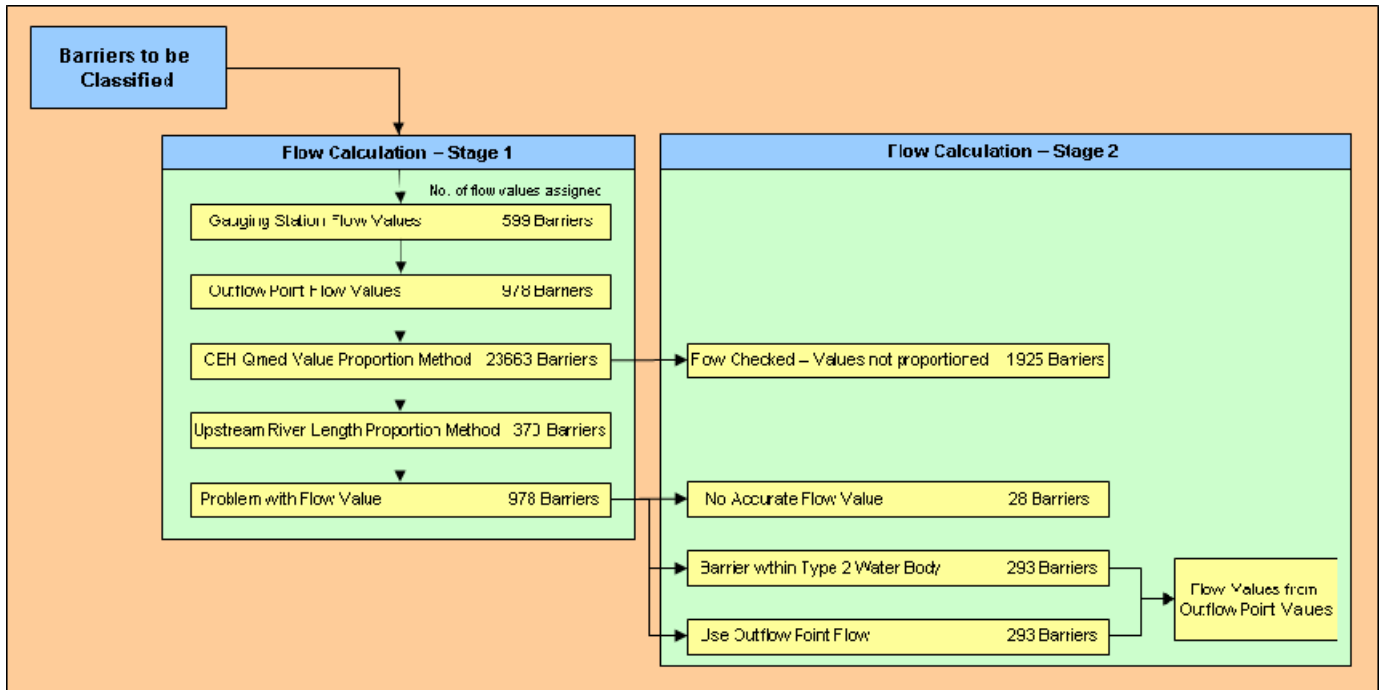 Barriers to be
Classified
Flow Calculation – Stage 1
No. of flow values assigned
Gauging Station Flow Values 599 Barriers
Outflow Point Flow Values 978 Barriers
CEH Qmed Value Proportion Method 23663 Barriers
Upstream River Length Proportion Method 370 Barriers
Problem with Flow Value 978 Barriers
Flow Calculation – Stage 2
Flow Checked – Values not proportioned 1925 Barriers
No Accurate Flow Value 28 Barriers
Barrier within Type 2 Water Body 293 Barriers
Use Outflow Point Flow 293 Barriers
Flow Values from
Outflow Point Values